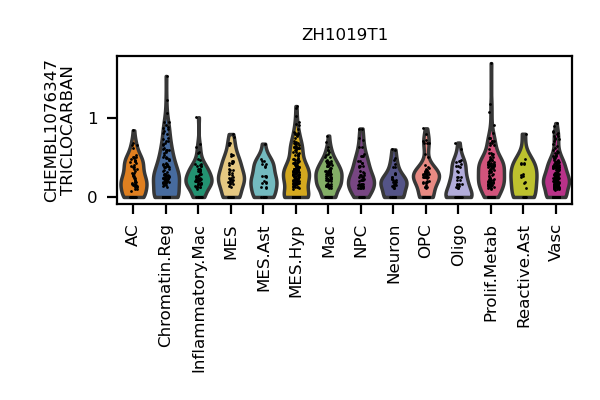 ZH1019T1
CHEMBL1076347
TRICLOCARBAN
1
0
AC
Chromatin.Reg
Inflammatory.Mac
MES
MES.Ast
MES.Hyp
Mac
NPC
Neuron
OPC
Oligo
Prolif.Metab
Reactive.Ast
Vasc